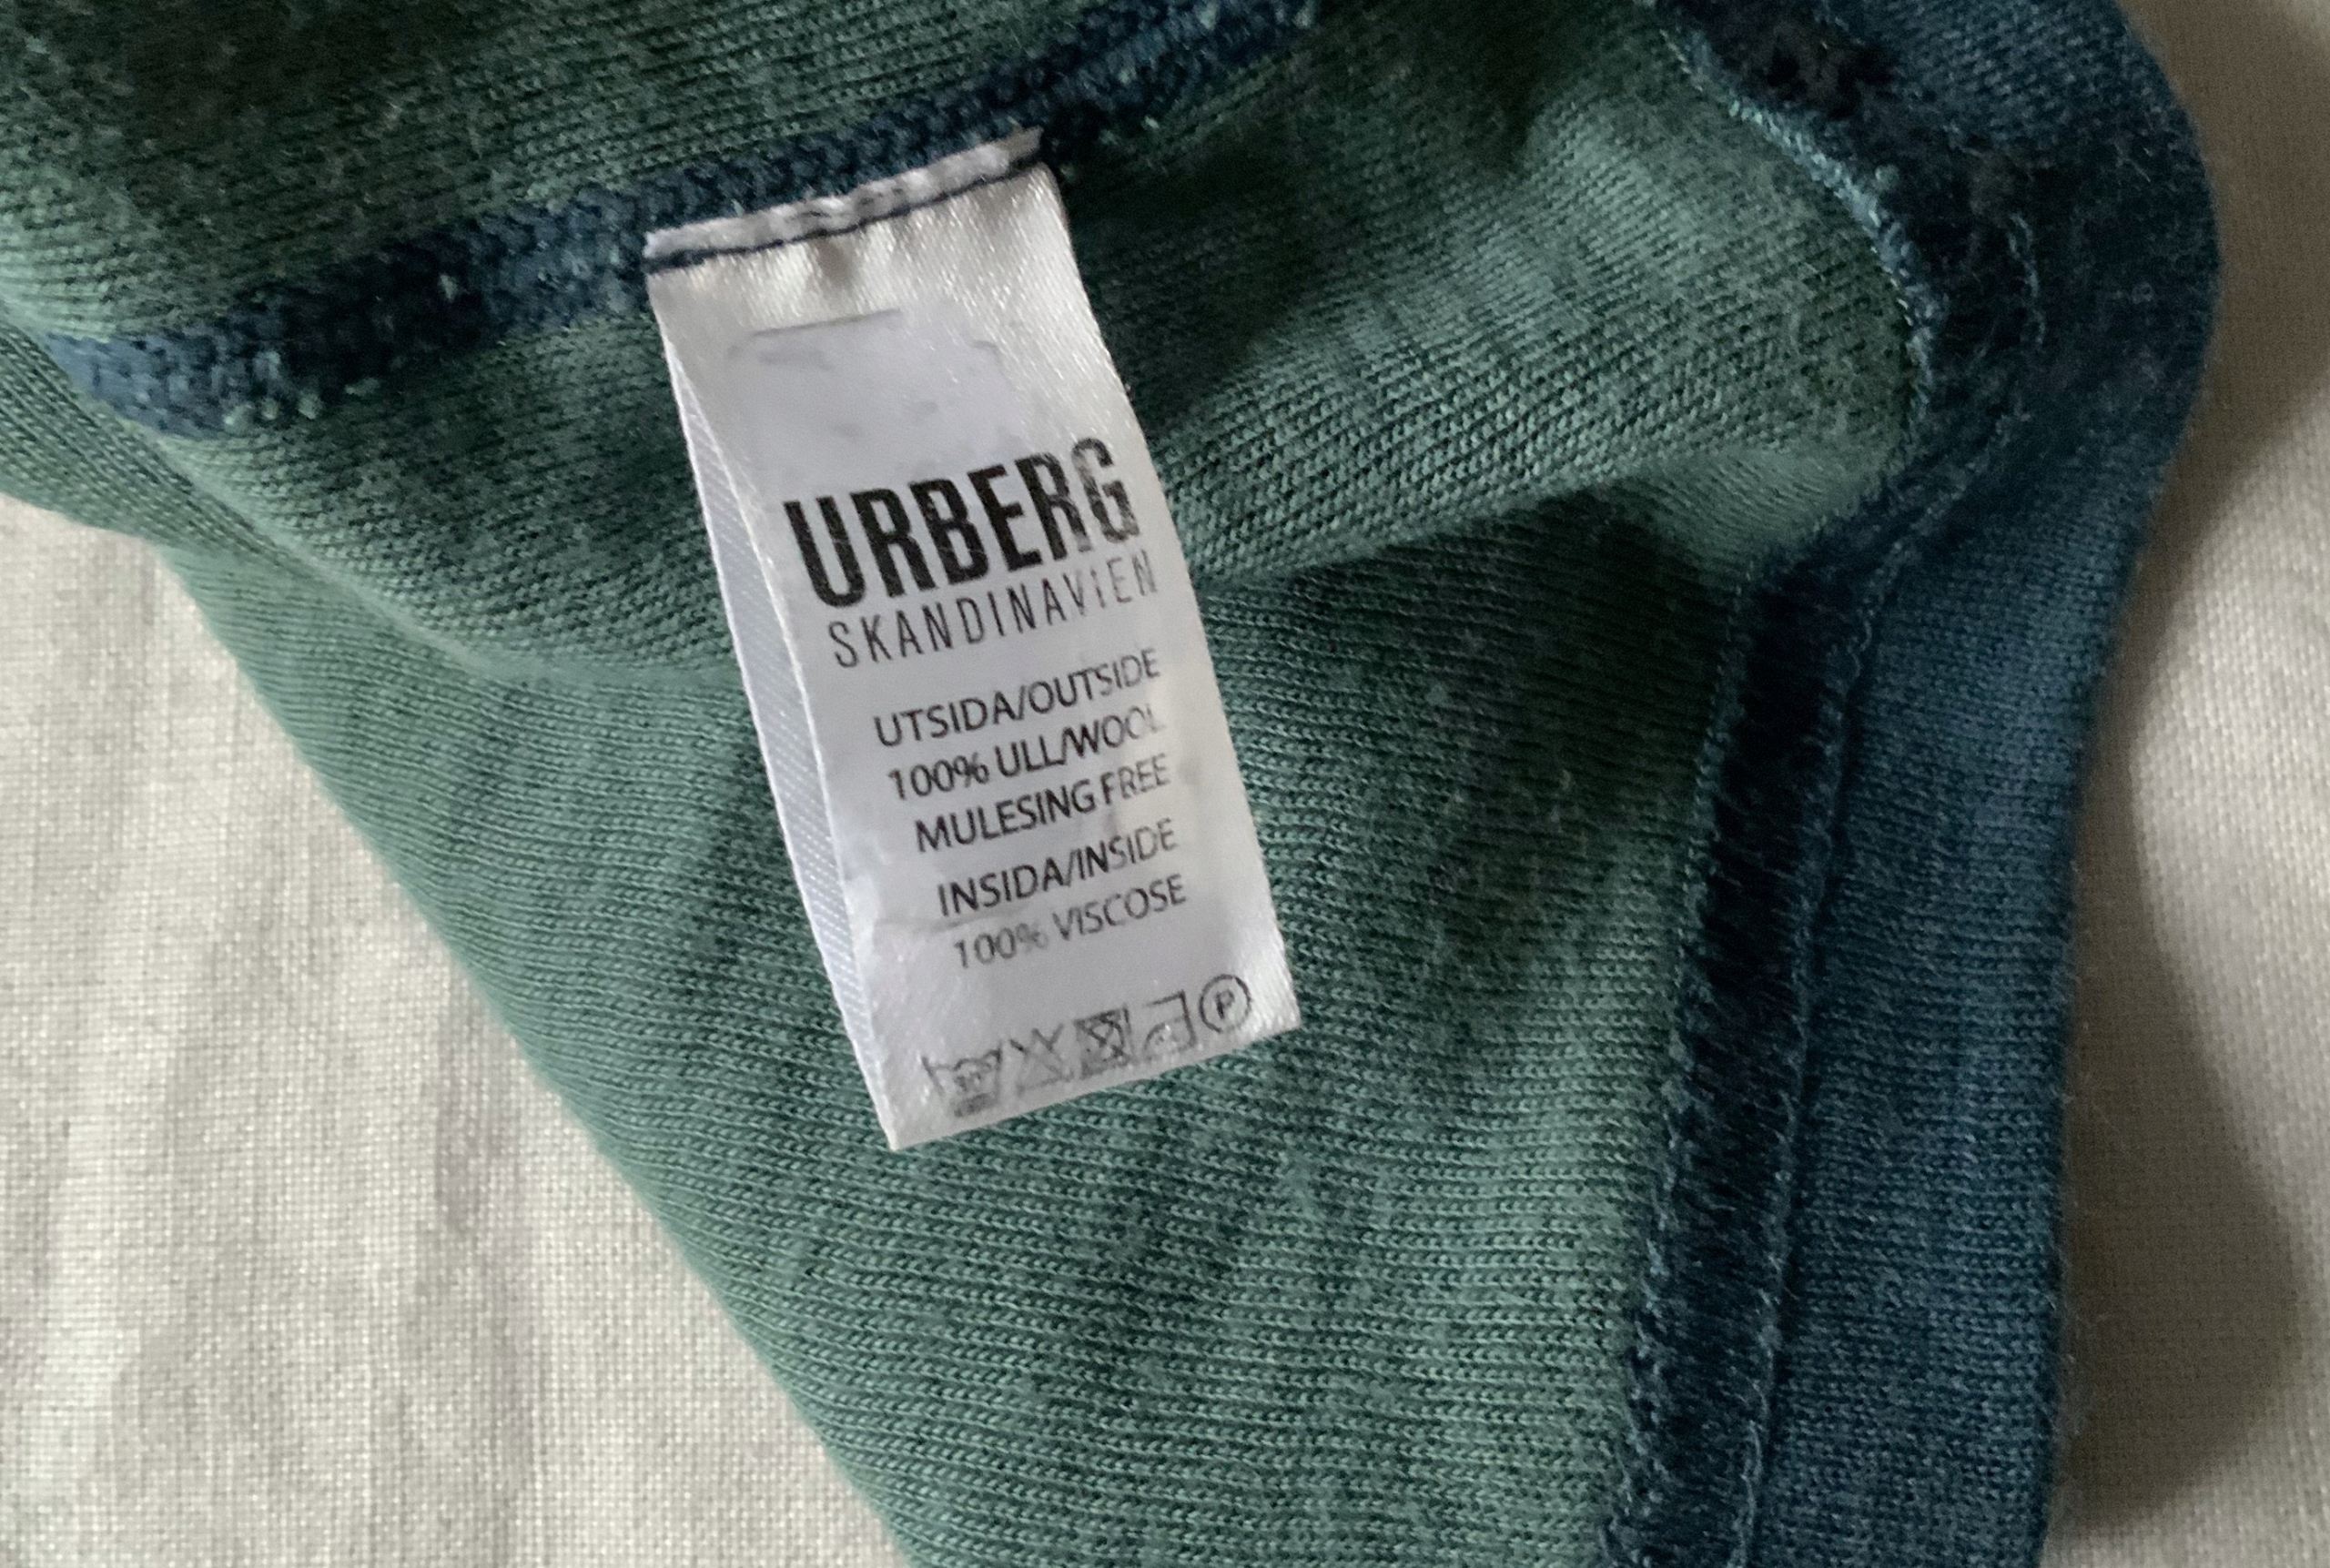 URBERG
SKANDINAVIEN
UTSIDA/OUTSIDE
100% ULL/WOOL
MULESING FREE
INSIDA/INSIDE
100% VISCOSE
P